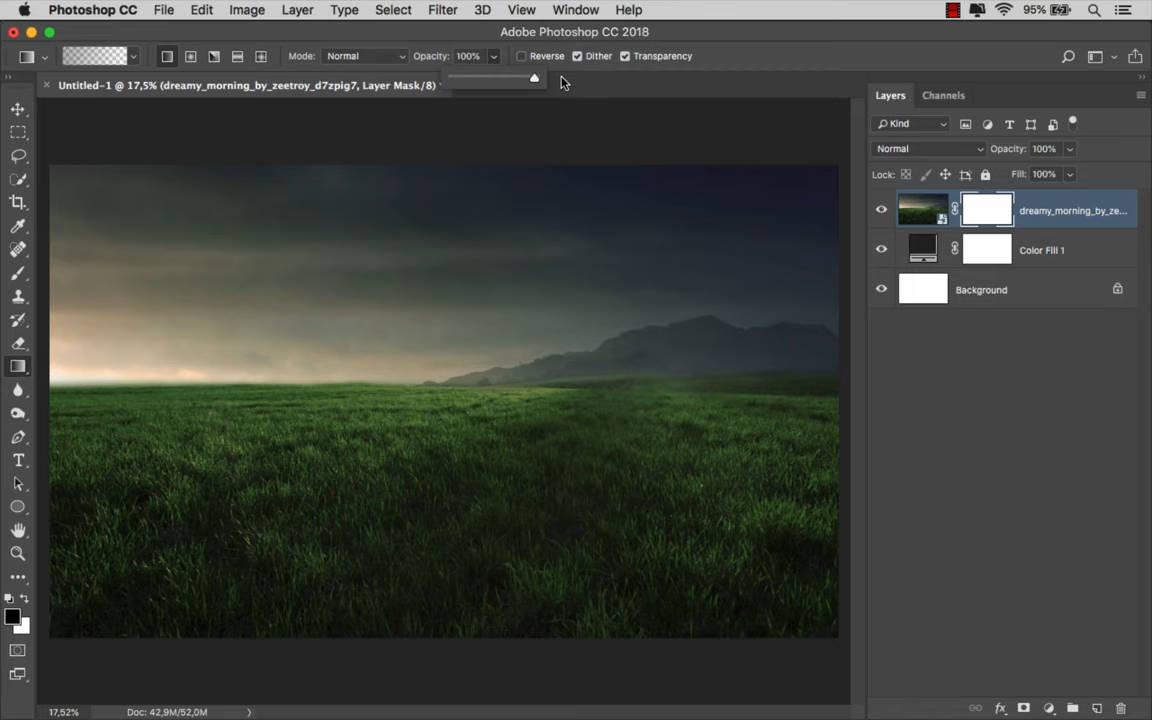 Photoshop CC File Edit Image Layer Type Select Filter 3D View Window Help 95%
Adobe Photoshop CC 2018
Mode: Normal Opacity: 100% Reverse Dither Transparency
Untitled-1 @ 17,5% (dreamy_morning_by_zeetroy_d7zpig7, Layer Mask/8)
Layers Channels
Kind
Normal Opacity: 100%
Lock: Fill: 100%
dreamy_morning_by_ze...
Color Fill 1
Background
17,52% Doc: 42,9M/52,0M